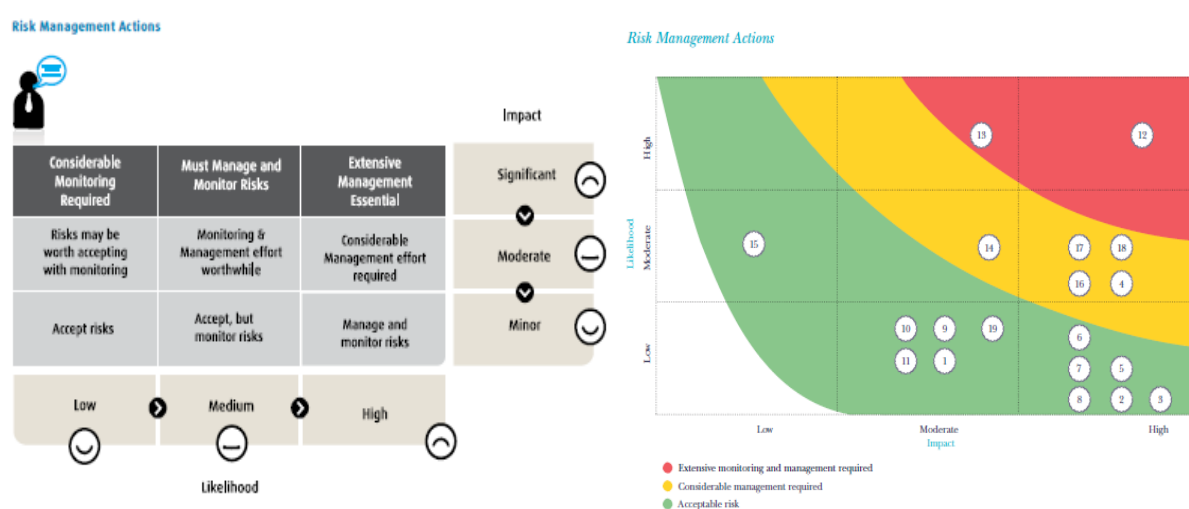 Risk Management Actions
Impact
Considerable
Monitoring
Required
Must Manage and
Monitor Risks
Extensive
Management
Essential
Significant
Risks may be
worth accepting
with monitoring
Monitoring &
Management effort
worthwhile
Considerable
Management effort
required
Moderate
Accept risks
Accept, but
monitor risks
Manage and
monitor risks
Minor
Low
Medium
High
Likelihood
Risk Management Actions
Likelihood
High
Moderate
Low
13
12
15
14
17
18
16
4
10
9
19
6
11
1
7
5
8
2
3
Low
Moderate
High
Impact
Extensive monitoring and management required
Considerable management required
Acceptable risk